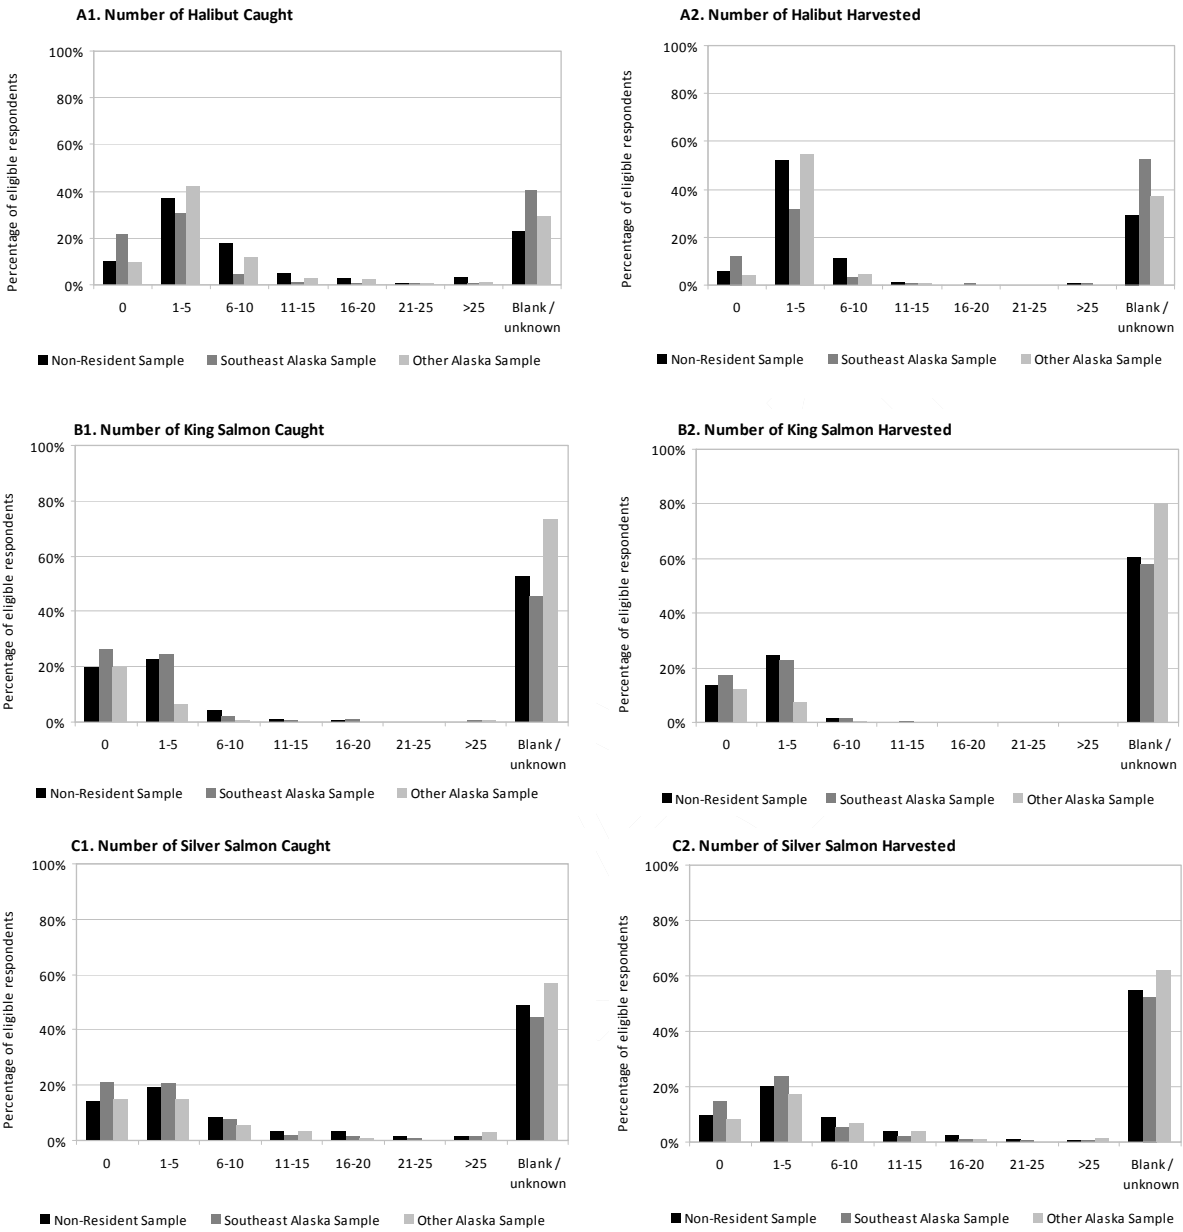 A1. Number of Halibut Caught
Percentage of eligible respondents
100%
80%
60%
40%
20%
0%
0 1-5 6-10 11-15 16-20 21-25 >25 Blank /
unknown
Non-Resident Sample Southeast Alaska Sample Other Alaska Sample
A2. Number of Halibut Harvested
Percentage of eligible respondents
100%
80%
60%
40%
20%
0%
0 1-5 6-10 11-15 16-20 21-25 >25 Blank /
unknown
Non-Resident Sample Southeast Alaska Sample Other Alaska Sample
B1. Number of King Salmon Caught
Percentage of eligible respondents
100%
80%
60%
40%
20%
0%
0 1-5 6-10 11-15 16-20 21-25 >25 Blank /
unknown
Non-Resident Sample Southeast Alaska Sample Other Alaska Sample
B2. Number of King Salmon Harvested
Percentage of eligible respondents
100%
80%
60%
40%
20%
0%
0 1-5 6-10 11-15 16-20 21-25 >25 Blank /
unknown
Non-Resident Sample Southeast Alaska Sample Other Alaska Sample
C1. Number of Silver Salmon Caught
Percentage of eligible respondents
100%
80%
60%
40%
20%
0%
0 1-5 6-10 11-15 16-20 21-25 >25 Blank /
unknown
Non-Resident Sample Southeast Alaska Sample Other Alaska Sample
C2. Number of Silver Salmon Harvested
Percentage of eligible respondents
100%
80%
60%
40%
20%
0%
0 1-5 6-10 11-15 16-20 21-25 >25 Blank /
unknown
Non-Resident Sample Southeast Alaska Sample Other Alaska Sample